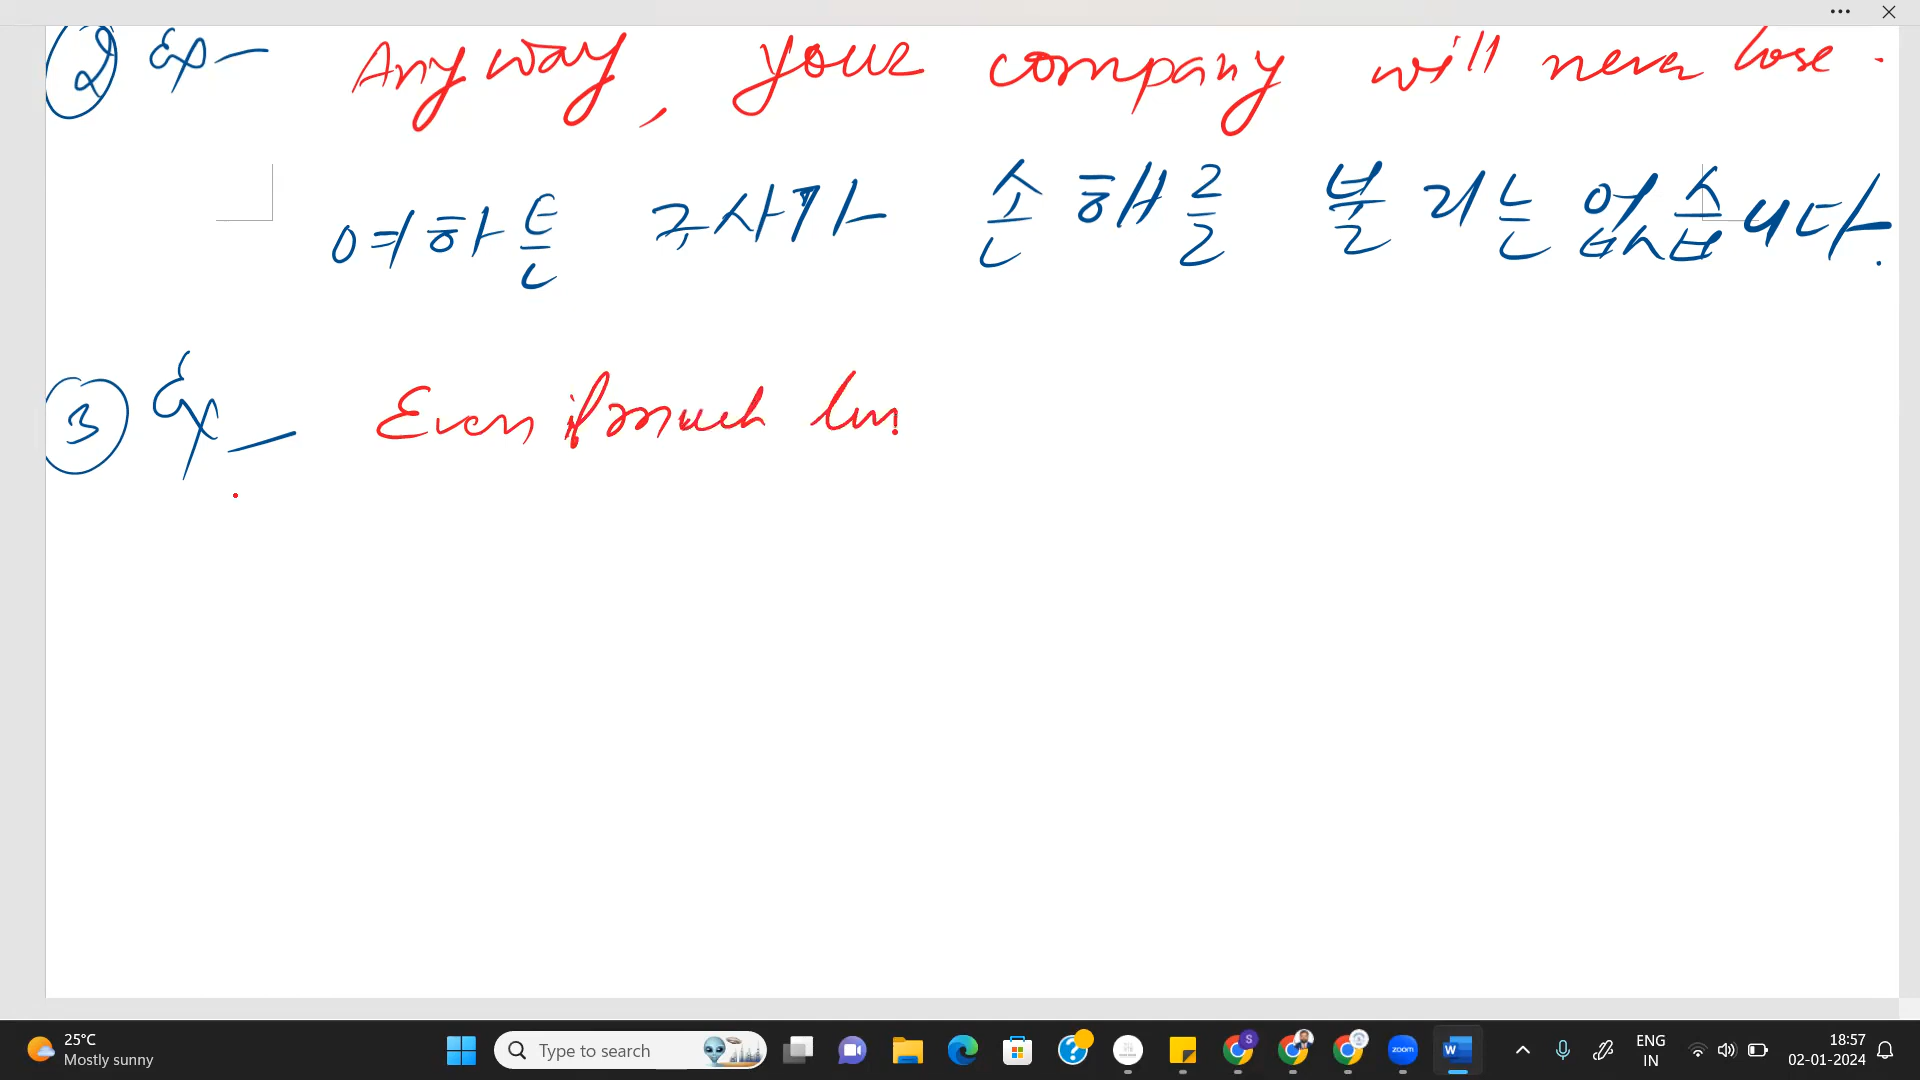 ② Ex- Anyway, your company will never lose.
여하튼 주사가 손해를 볼 리는 없습니다.
③ Ex- Even if much
25°C
Mostly sunny
Type to search
zoom
W
S
ENG
IN
18:57
02-01-2024